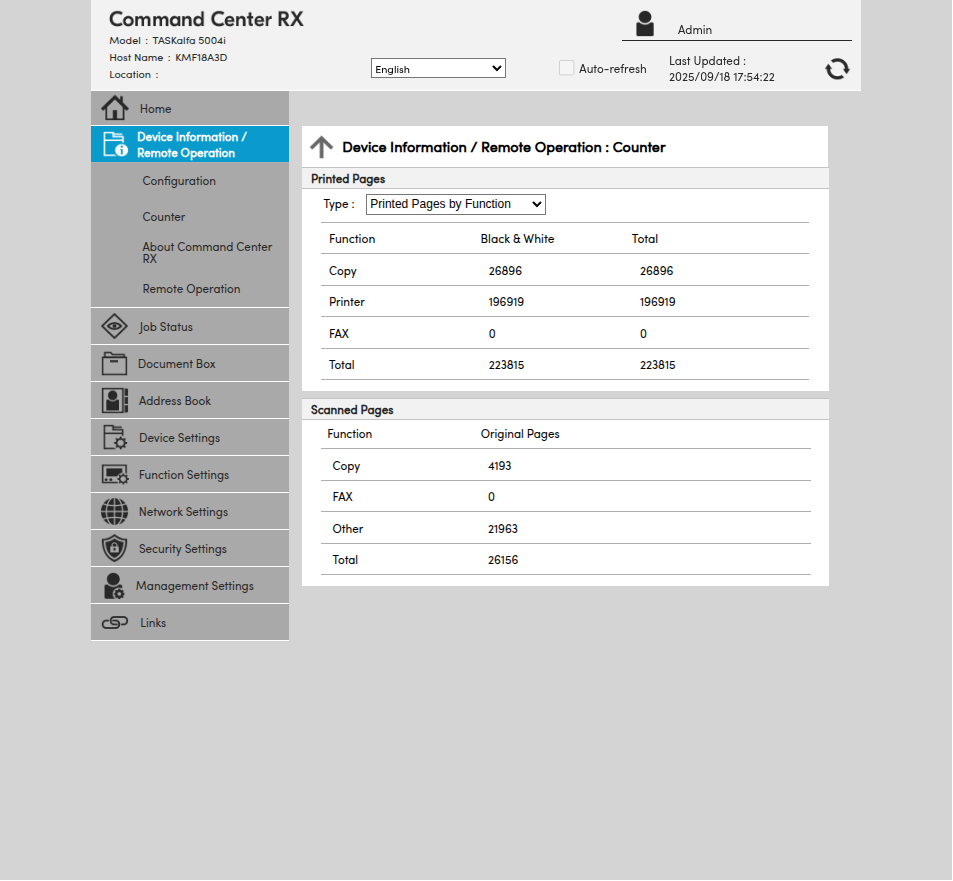 Command Center RX
Model : TASKalfa 5004i
Host Name : KMF18A3D
Location :
English
Auto-refresh
Admin
Last Updated :
2025/09/18 17:54:22
Home
Device Information /
Remote Operation
Configuration
Counter
About Command Center
RX
Remote Operation
Job Status
Document Box
Address Book
Device Settings
Function Settings
Network Settings
Security Settings
Management Settings
Links
Device Information / Remote Operation : Counter
Printed Pages
Type : Printed Pages by Function
Function Black & White Total
Copy 26896 26896
Printer 196919 196919
FAX 0 0
Total 223815 223815
Scanned Pages
Function Original Pages
Copy 4193
FAX 0
Other 21963
Total 26156